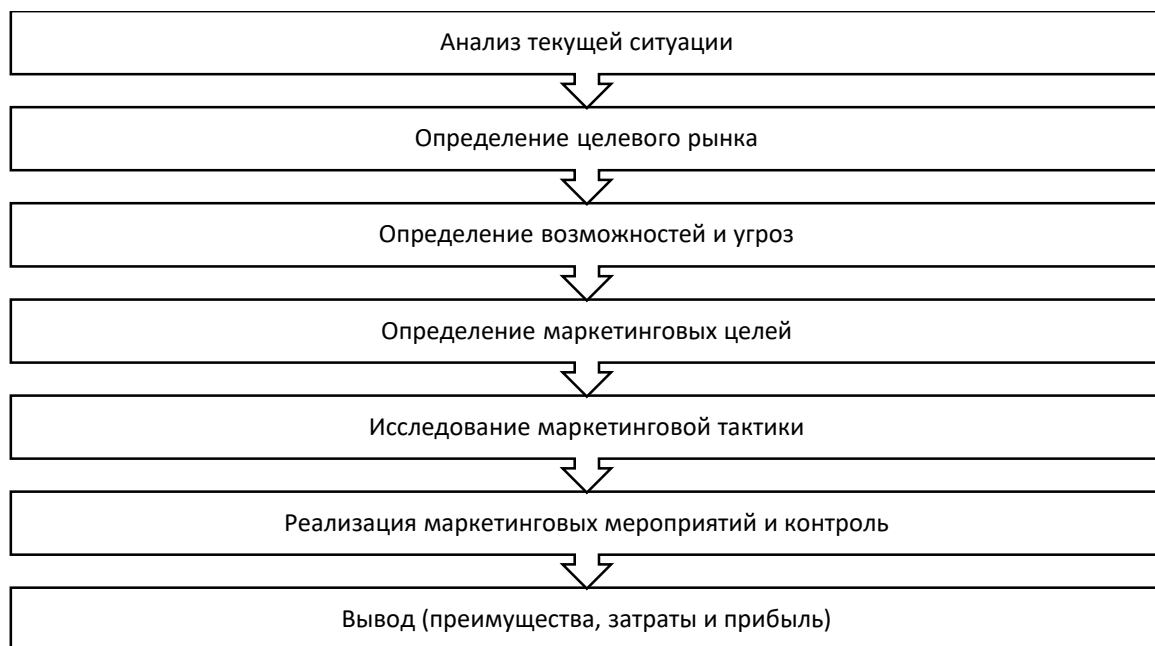 Анализ текущей ситуации
Определение целевого рынка
Определение возможностей и угроз
Определение маркетинговых целей
Исследование маркетинговой тактики
Реализация маркетинговых мероприятий и контроль
Вывод (преимущества, затраты и прибыль)